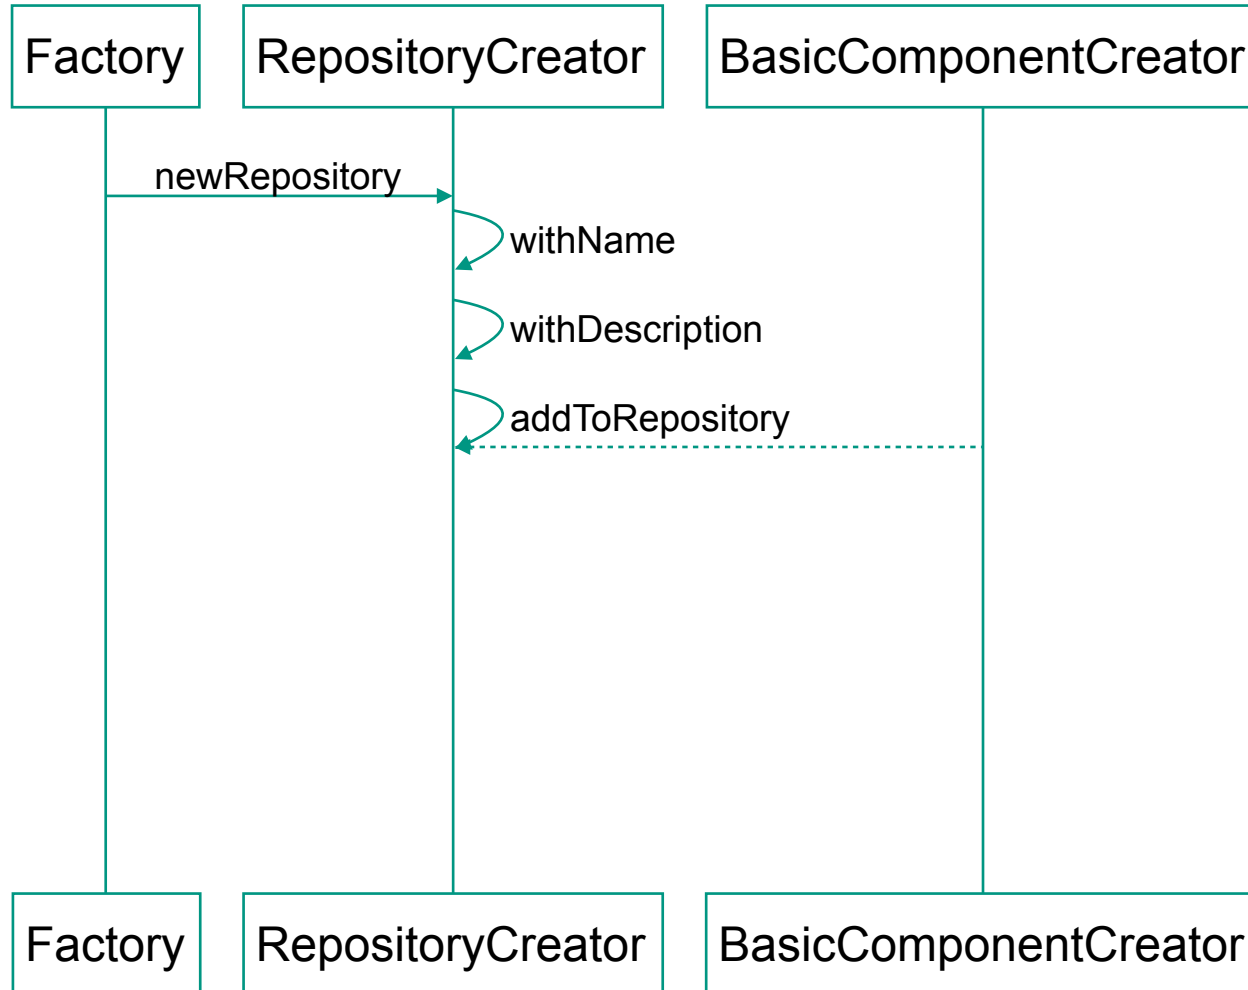 Factory
RepositoryCreator
BasicComponentCreator
newRepository
withName
withDescription
addToRepository
Factory
RepositoryCreator
BasicComponentCreator